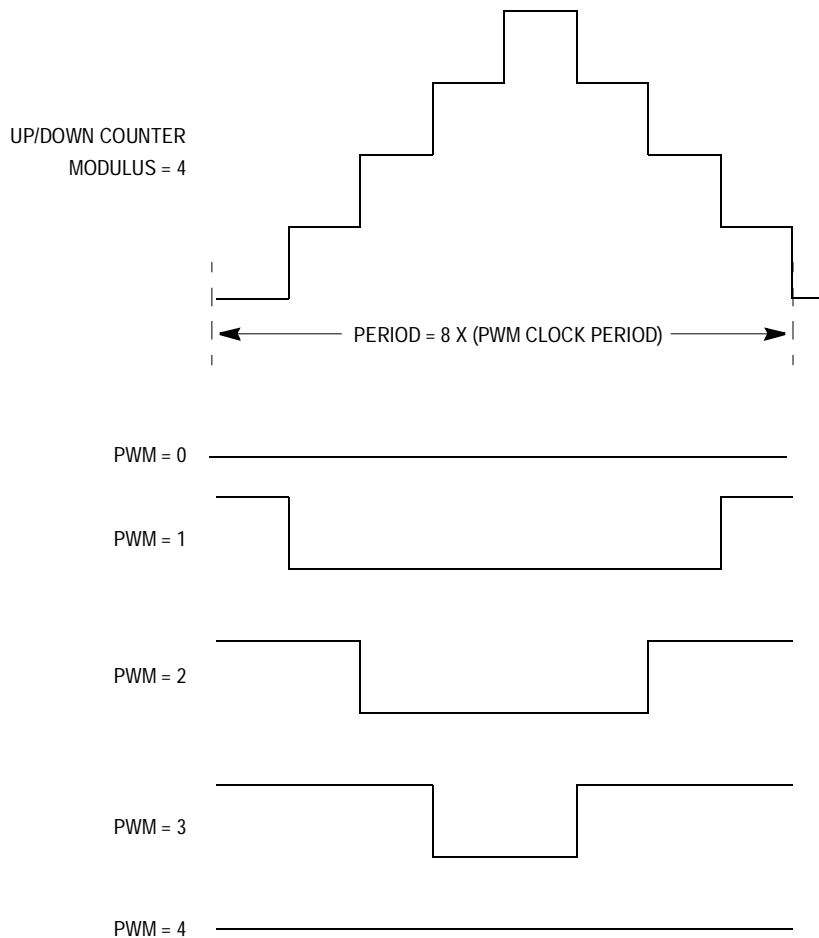 UP/DOWN COUNTER
MODULUS = 4
PERIOD = 8 X (PWM CLOCK PERIOD)
PWM = 0
PWM = 1
PWM = 2
PWM = 3
PWM = 4